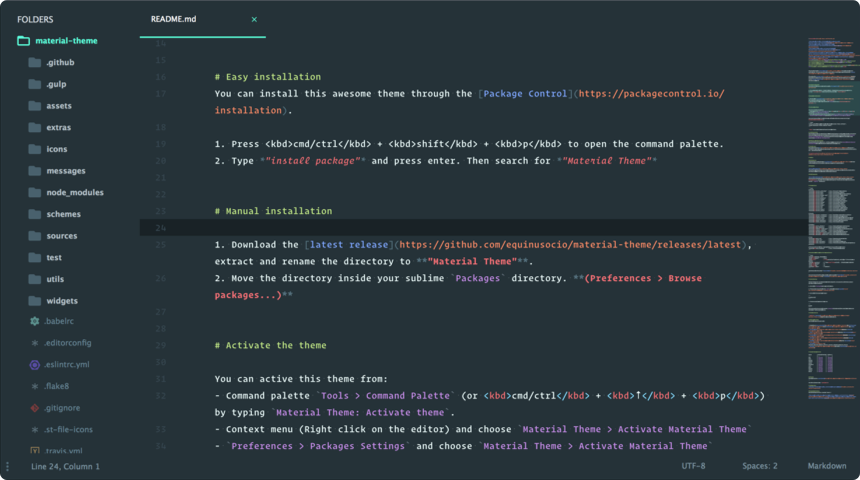 FOLDERS
material-theme
.github
.gulp
assets
extras
icons
messages
node_modules
schemes
sources
test
utils
widgets
.babelrc
.editorconfig
.eslintrc.yml
.flake8
.gitignore
.st-file-icons
.travis.yml
README.md ×
14
15
16 # Easy installation
17 You can install this awesome theme through the [Package Control](https://packagecontrol.io/
installation).
18
19 1. Press <kbd>cmd/ctrl</kbd> + <kbd>shift</kbd> + <kbd>p</kbd> to open the command palette.
20 2. Type *"install package"* and press enter. Then search for *"Material Theme"*
21
22
23 # Manual installation
24
25 1. Download the [latest release](https://github.com/equinusocio/material-theme/releases/latest),
extract and rename the directory to **"Material Theme"**.
26 2. Move the directory inside your sublime `Packages` directory. **(Preferences > Browse
packages...)**
27
28
29 # Activate the theme
30
31 You can active this theme from:
32 - Command palette `Tools > Command Palette` (or <kbd>cmd/ctrl</kbd> + <kbd>⇡</kbd> + <kbd>p</kbd>)
by typing `Material Theme: Activate theme`.
33 - Context menu (Right click on the editor) and choose `Material Theme > Activate Material Theme`
34 - `Preferences > Packages Settings` and choose `Material Theme > Activate Material Theme`
Line 24, Column 1
UTF-8
Spaces: 2
Markdown